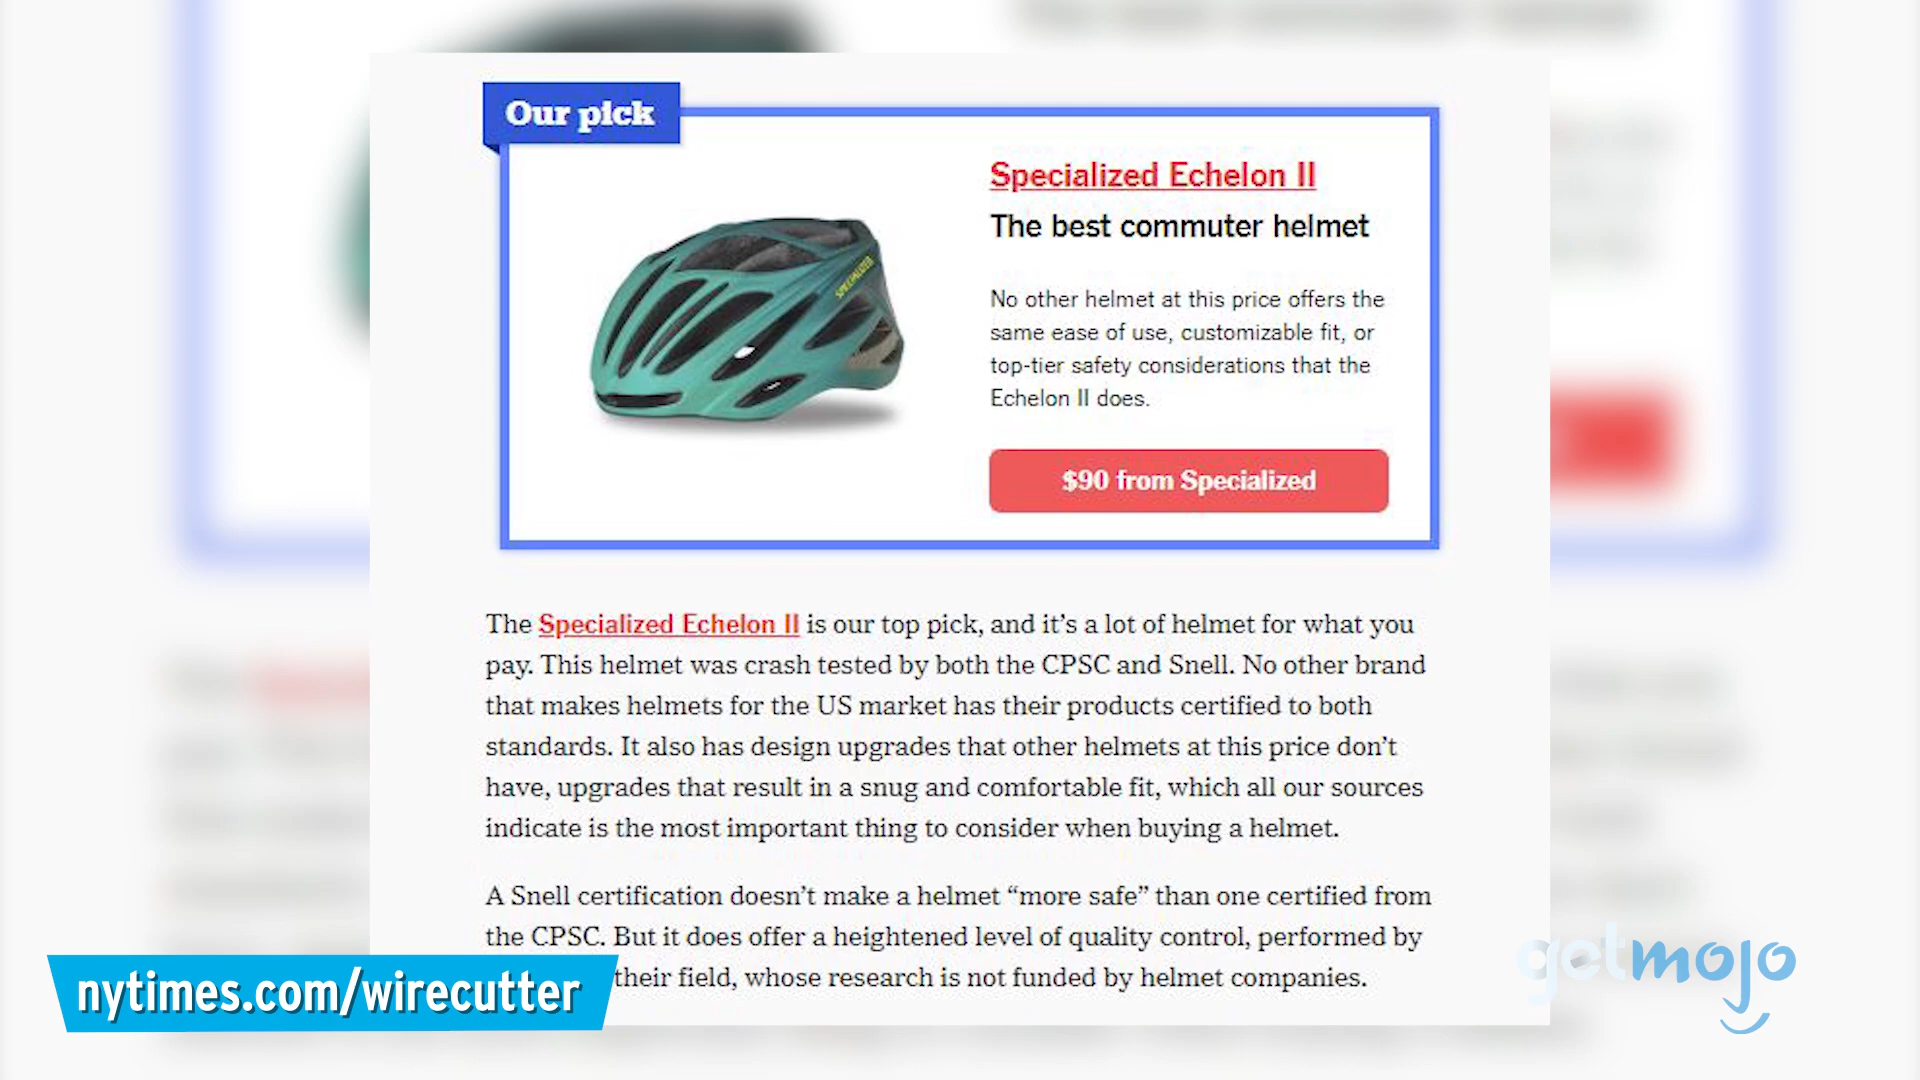 Our pick
Specialized Echelon II
The best commuter helmet
SPECIALIZED
No other helmet at this price offers the
same ease of use, customizable fit, or
top-tier safety considerations that the
Echelon II does.
$90 from Specialized
The Specialized Echelon II is our top pick, and it’s a lot of helmet for what you
pay. This helmet was crash tested by both the CPSC and Snell. No other brand
that makes helmets for the US market has their products certified to both
standards. It also has design upgrades that other helmets at this price don’t
have, upgrades that result in a snug and comfortable fit, which all our sources
indicate is the most important thing to consider when buying a helmet.
A Snell certification doesn’t make a helmet “more safe” than one certified from
the CPSC. But it does offer a heightened level of quality control, performed by
their field, whose research is not funded by helmet companies.
nytimes.com/wirecutter
getmojo